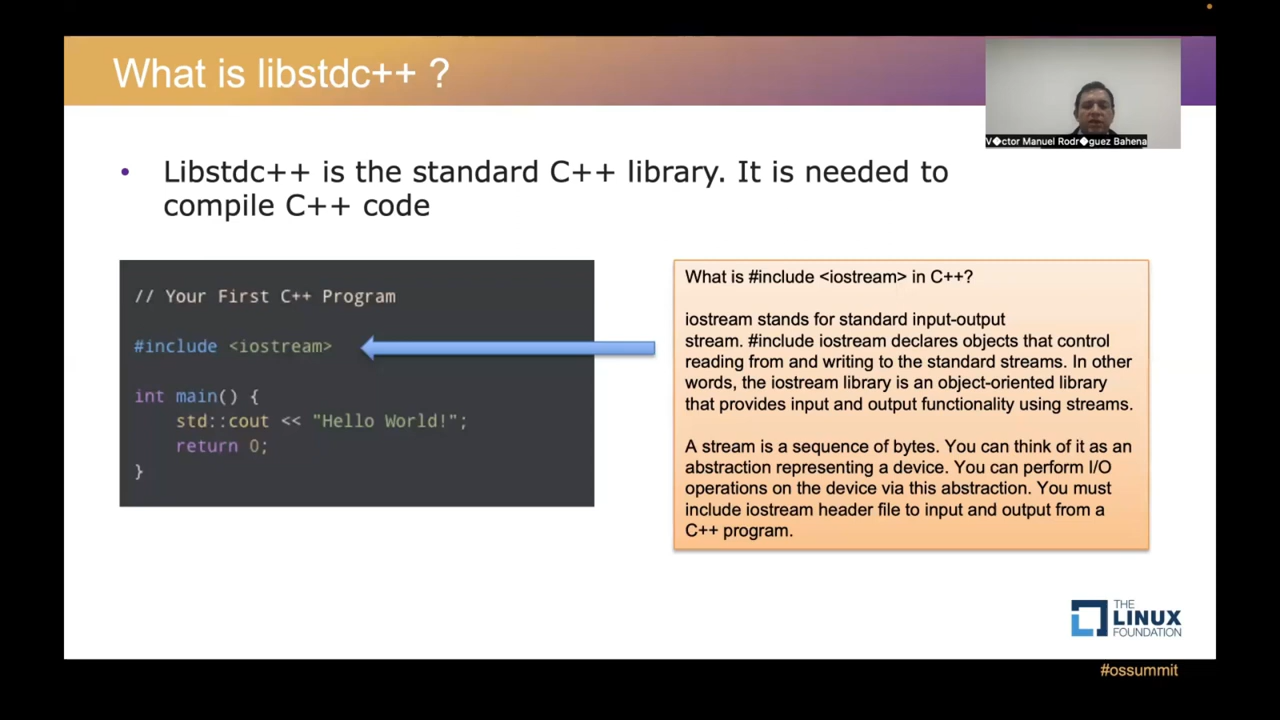 What is libstdc++ ?
V�ctor Manuel Rodr�guez Bahena
• Libstdc++ is the standard C++ library. It is needed to
compile C++ code
// Your First C++ Program
#include <iostream>
int main() {
    std::cout << "Hello World!";
    return 0;
}
What is #include <iostream> in C++?
iostream stands for standard input-output
stream. #include iostream declares objects that control
reading from and writing to the standard streams. In other
words, the iostream library is an object-oriented library
that provides input and output functionality using streams.
A stream is a sequence of bytes. You can think of it as an
abstraction representing a device. You can perform I/O
operations on the device via this abstraction. You must
include iostream header file to input and output from a
C++ program.
THE
LINUX
FOUNDATION
#ossummit